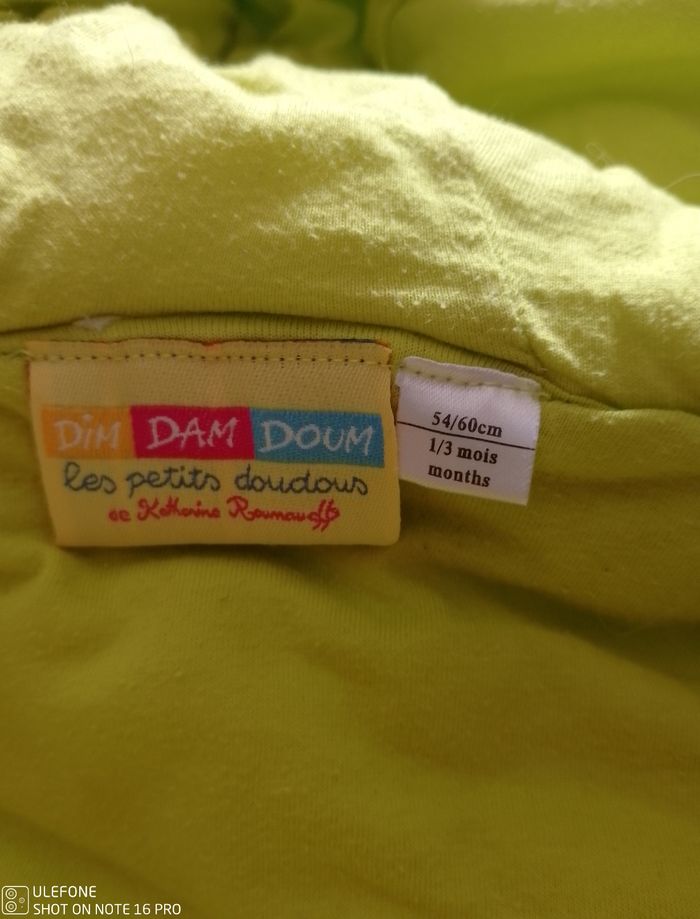 DiM DAM DOUM
les petits doudous
de Katherine Roumanoff
54/60cm
1/3 mois
months
ULEFONE
SHOT ON NOTE 16 PRO